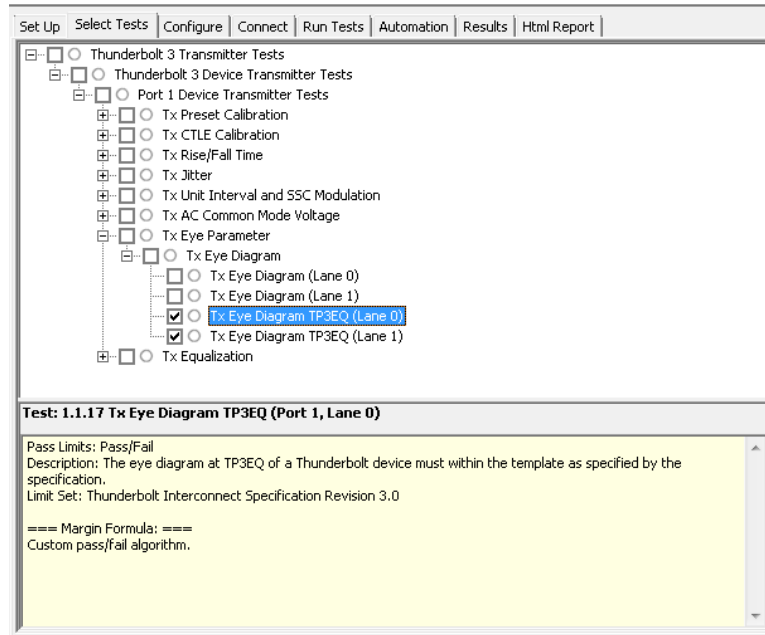 Set Up Select Tests Configure Connect Run Tests Automation Results Html Report
Thunderbolt 3 Transmitter Tests
Thunderbolt 3 Device Transmitter Tests
Port 1 Device Transmitter Tests
Tx Preset Calibration
Tx CTLE Calibration
Tx Rise/Fall Time
Tx Jitter
Tx Unit Interval and SSC Modulation
Tx AC Common Mode Voltage
Tx Eye Parameter
Tx Eye Diagram
Tx Eye Diagram (Lane 0)
Tx Eye Diagram (Lane 1)
Tx Eye Diagram TP3EQ (Lane 0)
Tx Eye Diagram TP3EQ (Lane 1)
Tx Equalization
Test: 1.1.17 Tx Eye Diagram TP3EQ (Port 1, Lane 0)
Pass Limits: Pass/Fail
Description: The eye diagram at TP3EQ of a Thunderbolt device must within the template as specified by the
specification.
Limit Set: Thunderbolt Interconnect Specification Revision 3.0
=== Margin Formula: ===
Custom pass/fail algorithm.